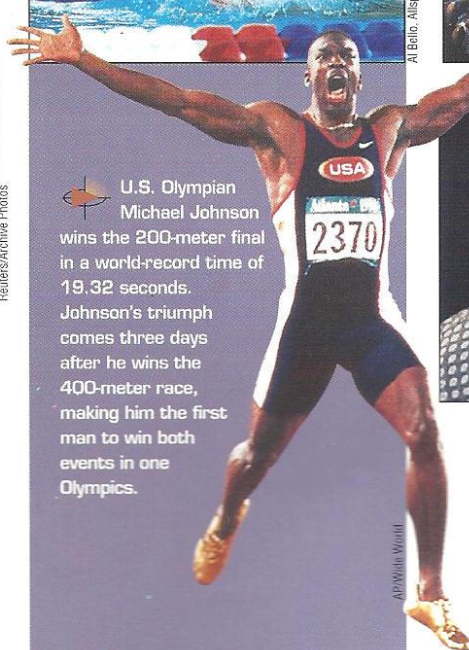 Al Bello, Alls
Reuters/Archive Photos
USA
Atlanta
2370
U.S. Olympian
Michael Johnson
wins the 200-meter final
in a world-record time of
19.32 seconds.
Johnson's triumph
comes three days
after he wins the
400-meter race,
making him the first
man to win both
events in one
Olympics.
AP/Wide World